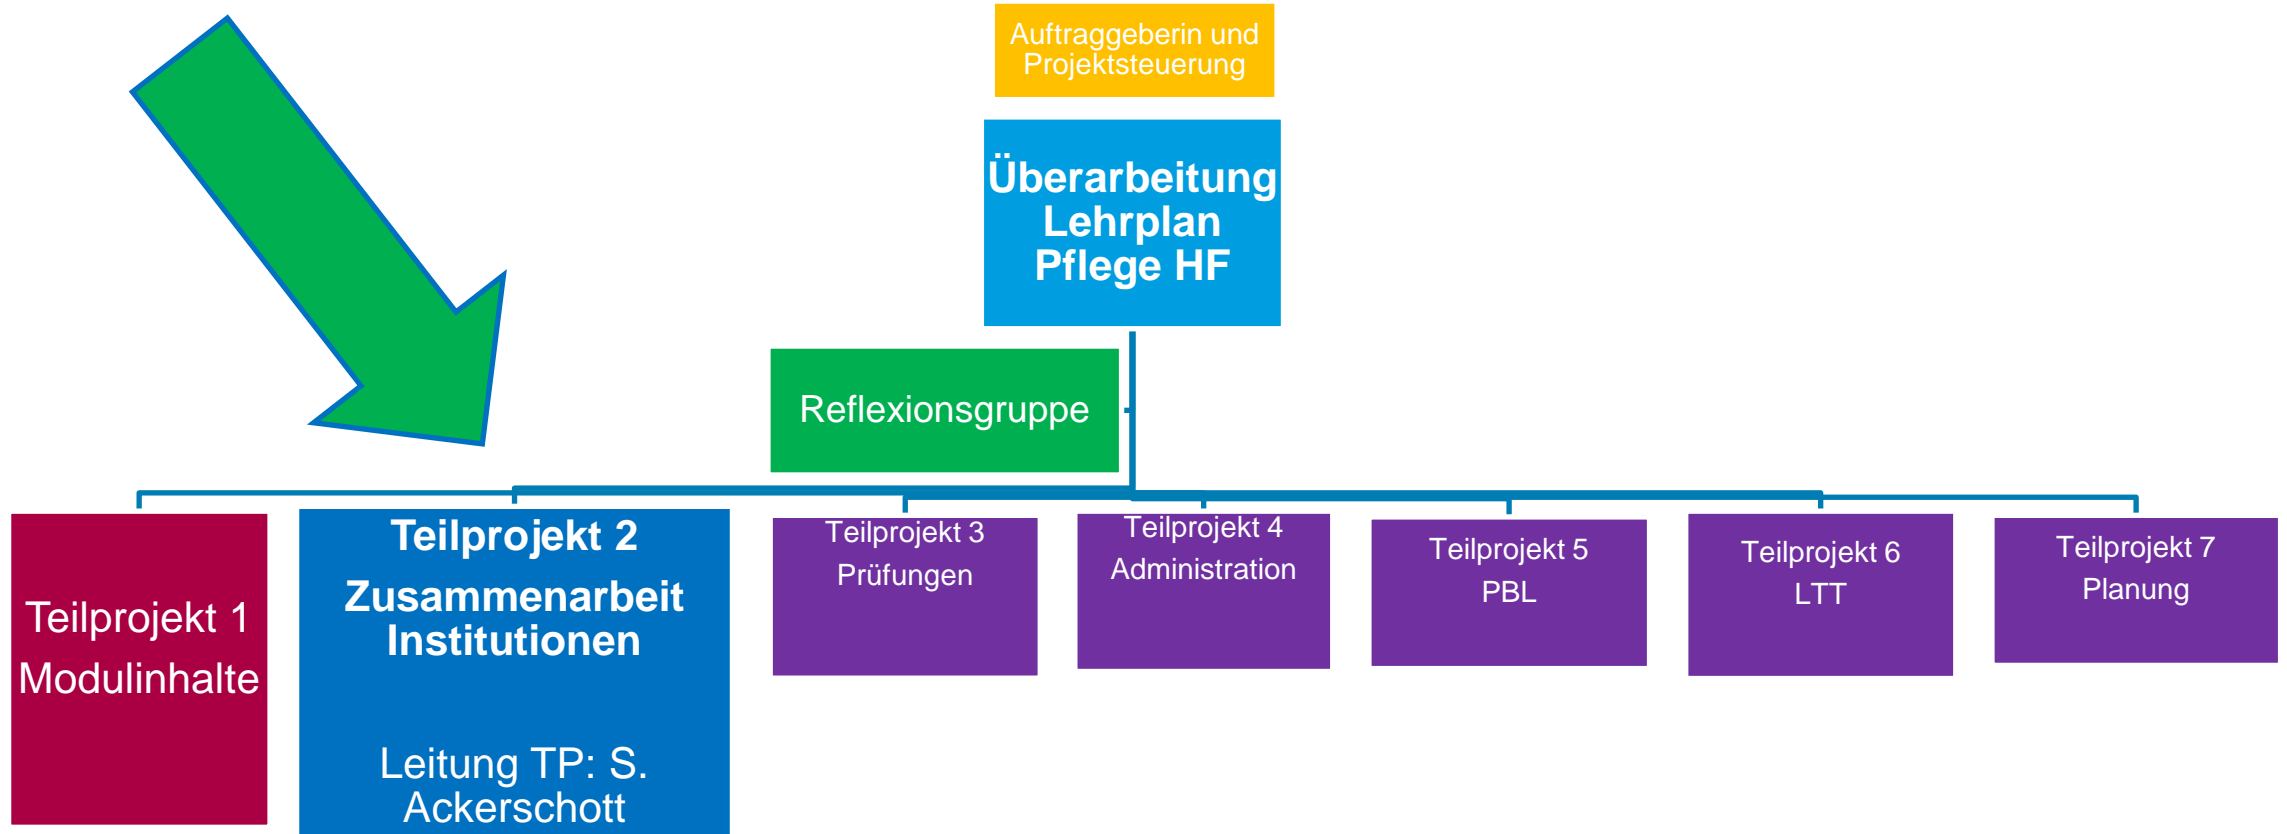 Auftraggeberin und
Projektsteuerung
Überarbeitung
Lehrplan
Pflege HF
Reflexionsgruppe
Teilprojekt 1
Modulinhalte
Teilprojekt 2
Zusammenarbeit
Institutionen
Leitung TP: S.
Ackerschott
Teilprojekt 3
Prüfungen
Teilprojekt 4
Administration
Teilprojekt 5
PBL
Teilprojekt 6
LTT
Teilprojekt 7
Planung